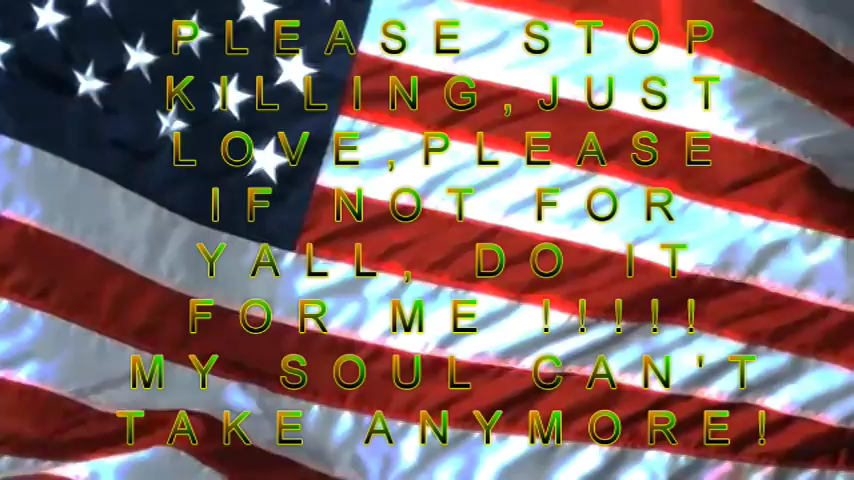 PLEASE STOP
KILLING,JUST
LOVE,PLEASE
IF NOT FOR
YALL, DO IT
FOR ME !!!!!
MY SOUL CAN'T
TAKE ANYMORE!